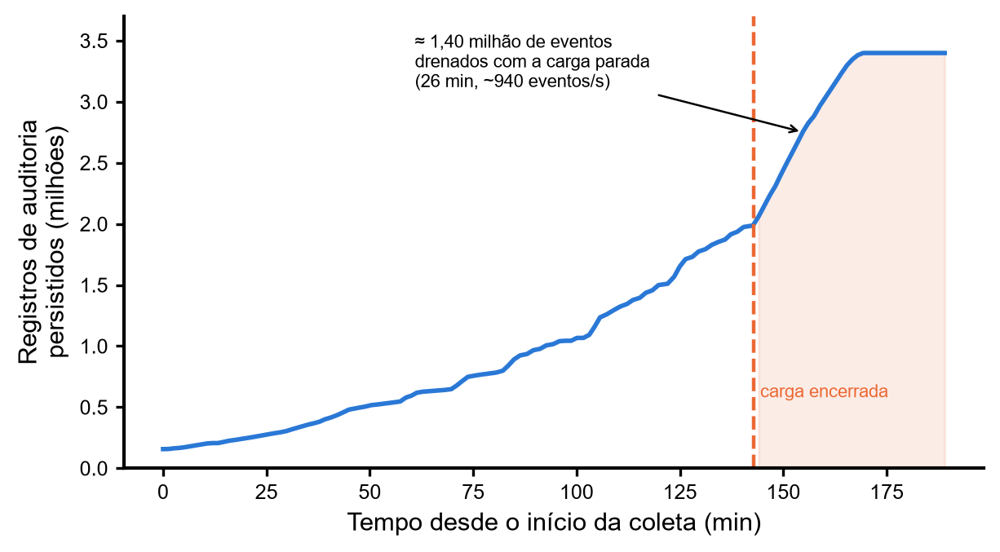 ≈ 1,40 milhão de eventos
drenados com a carga parada
(26 min, ~940 eventos/s)
carga encerrada
Registros de auditoria
persistidos (milhões)
3.5
3.0
2.5
2.0
1.5
1.0
0.5
0.0
0 25 50 75 100 125 150 175
Tempo desde o início da coleta (min)